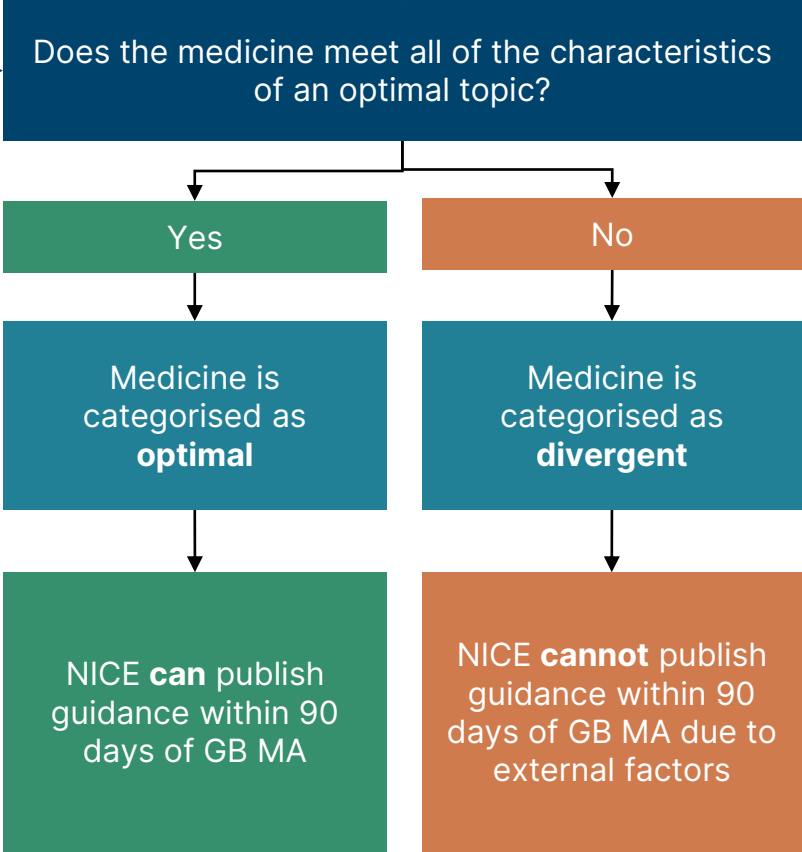 Does the medicine meet all of the characteristics
of an optimal topic?
Yes
No
Medicine is
categorised as
optimal
Medicine is
categorised as
divergent
NICE can publish
guidance within 90
days of GB MA
NICE cannot publish
guidance within 90
days of GB MA due to
external factors